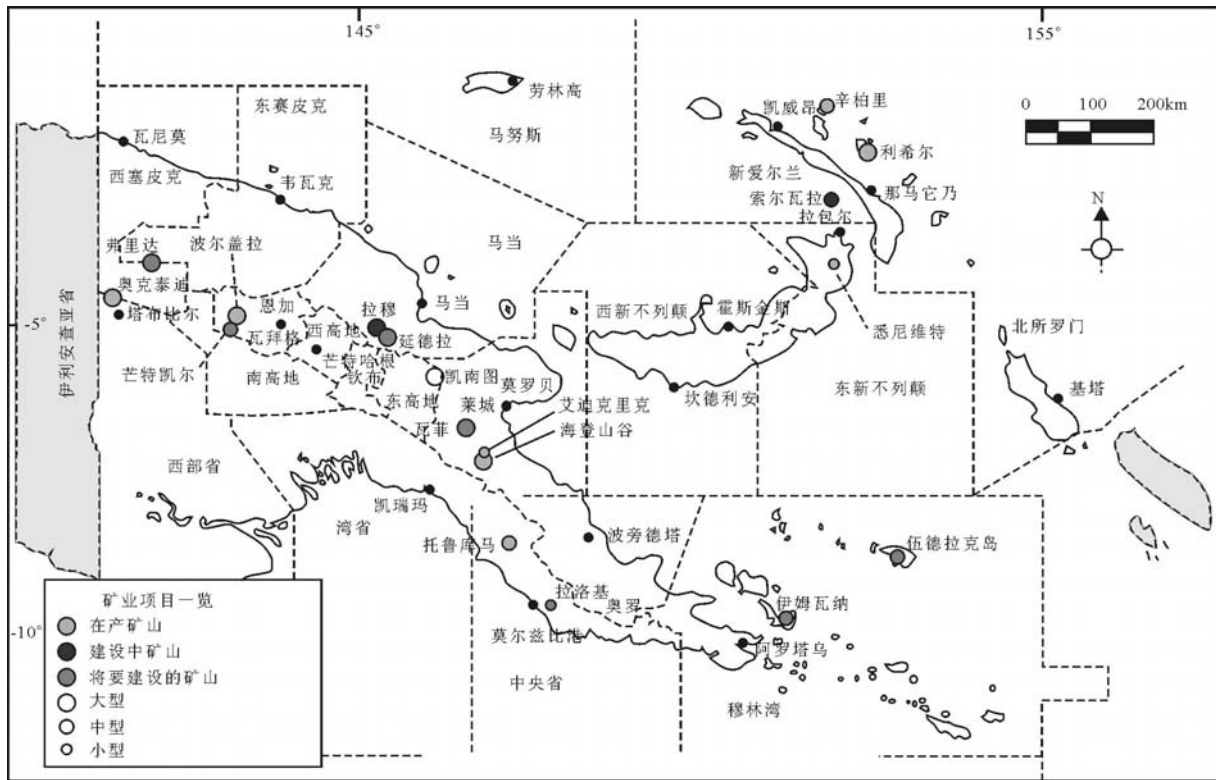 145°
155°
东赛皮克
劳林高
凯威昂
辛柏里
0 100 200km
马努斯
瓦尼莫
利希尔
西塞皮克
新爱尔兰
韦瓦克
索尔瓦拉
那马它乃
N
拉包尔
弗里达
波尔盖拉
马当
奥克泰迪
恩加
拉穆
马当
西新不列颠
霍斯金斯
塔布比尔
西高地
北所罗门
-5°
瓦拜格
延德拉
悉尼维特
伊利安查亚省
芒特凯尔
南高地
芒特哈根
钦布
凯南图
莫罗贝
坎德利安
东新不列颠
基塔
东高地
莱城
艾迪克里克
瓦菲
海登山谷
西部省
凯瑞玛
湾省
托鲁库马
波旁德塔
伍德拉克岛
拉洛基
奥罗
伊姆瓦纳
-10°
莫尔兹比港
阿罗塔乌
中央省
穆林湾
矿业项目一览
在产矿山
建设中矿山
将要建设的矿山
大型
中型
小型